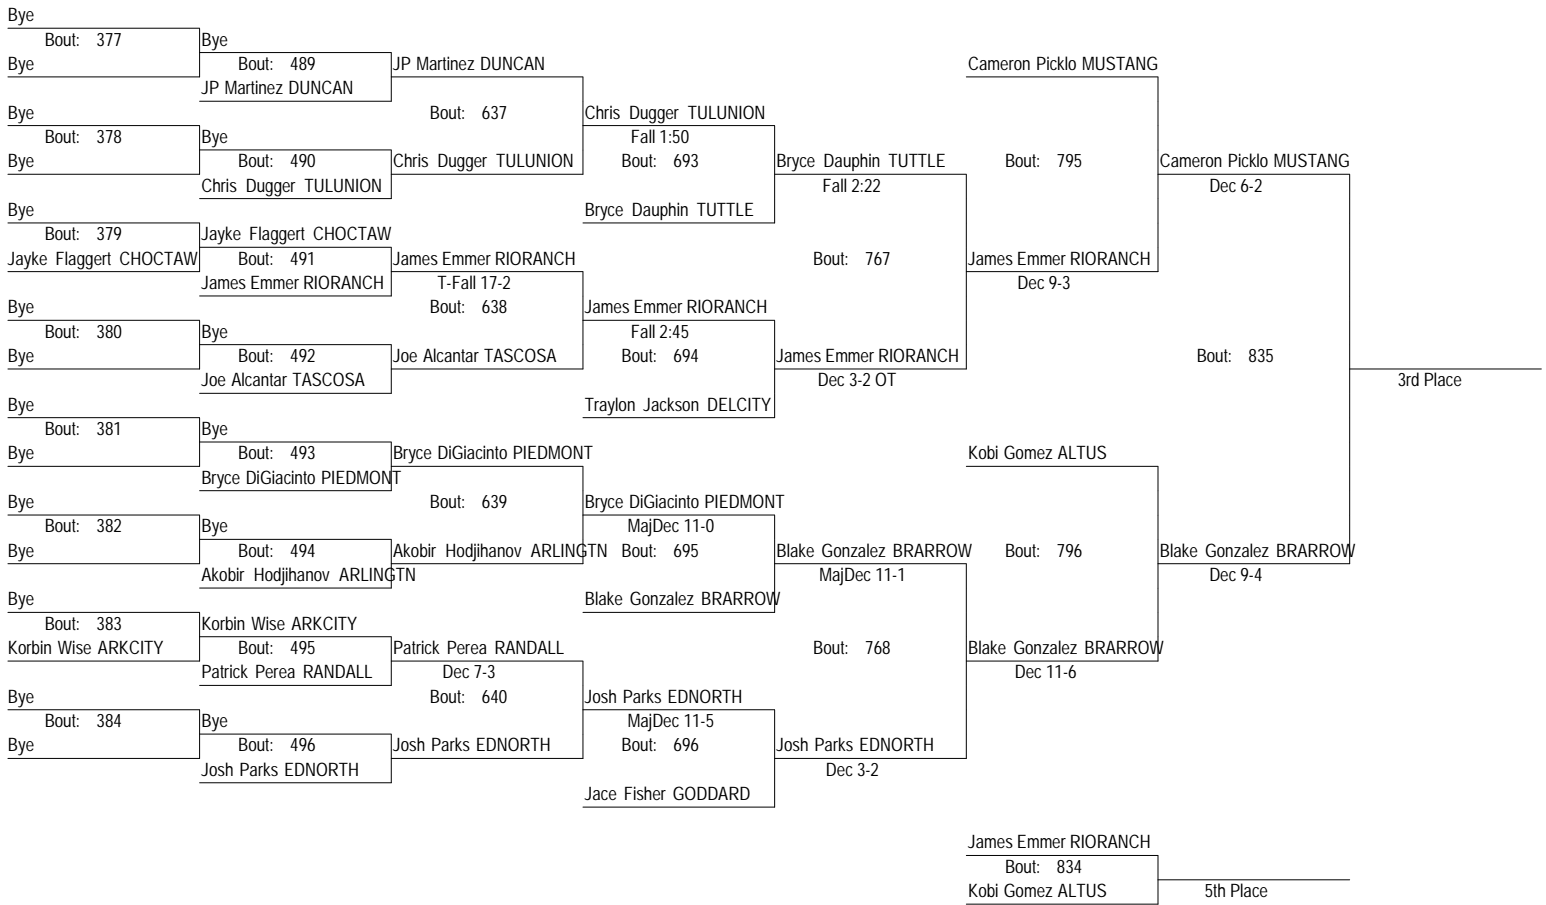 Bye
Bout: 377
Bye
Bye
Bout: 489
JP Martinez DUNCAN
JP Martinez DUNCAN
Cameron Picklo MUSTANG
Bye
Bout: 637
Chris Dugger TULUNION
Bout: 378
Bye
Fall 1:50
Bye
Bout: 490
Chris Dugger TULUNION
Bout: 693
Bryce Dauphin TUTTLE
Bout: 795
Cameron Picklo MUSTANG
Chris Dugger TULUNION
Fall 2:22
Dec 6-2
Bye
Bryce Dauphin TUTTLE
Bout: 379
Jayke Flaggert CHOCTAW
Jayke Flaggert CHOCTAW
Bout: 491
James Emmer RIORANCH
Bout: 767
James Emmer RIORANCH
James Emmer RIORANCH
T-Fall 17-2
Dec 9-3
Bye
Bout: 638
James Emmer RIORANCH
Bout: 380
Bye
Fall 2:45
Bye
Bout: 492
Joe Alcantar TASCOSA
Bout: 694
James Emmer RIORANCH
Bout: 835
Joe Alcantar TASCOSA
Dec 3-2 OT
3rd Place
Bye
Traylon Jackson DELCITY
Bout: 381
Bye
Bye
Bout: 493
Bryce DiGiacinto PIEDMONT
Kobi Gomez ALTUS
Bryce DiGiacinto PIEDMONT
Bye
Bout: 639
Bryce DiGiacinto PIEDMONT
Bout: 382
Bye
MajDec 11-0
Bye
Bout: 494
Akobir Hodjihanov ARLINGTN
Bout: 695
Blake Gonzalez BRARROW
Bout: 796
Blake Gonzalez BRARROW
Akobir Hodjihanov ARLINGTN
MajDec 11-1
Dec 9-4
Bye
Blake Gonzalez BRARROW
Bout: 383
Korbin Wise ARKCITY
Korbin Wise ARKCITY
Bout: 495
Patrick Perea RANDALL
Bout: 768
Blake Gonzalez BRARROW
Patrick Perea RANDALL
Dec 7-3
Dec 11-6
Bye
Bout: 640
Josh Parks EDNORTH
Bout: 384
Bye
MajDec 11-5
Bye
Bout: 496
Josh Parks EDNORTH
Bout: 696
Josh Parks EDNORTH
Josh Parks EDNORTH
Dec 3-2
Jace Fisher GODDARD
James Emmer RIORANCH
Bout: 834
Kobi Gomez ALTUS
5th Place